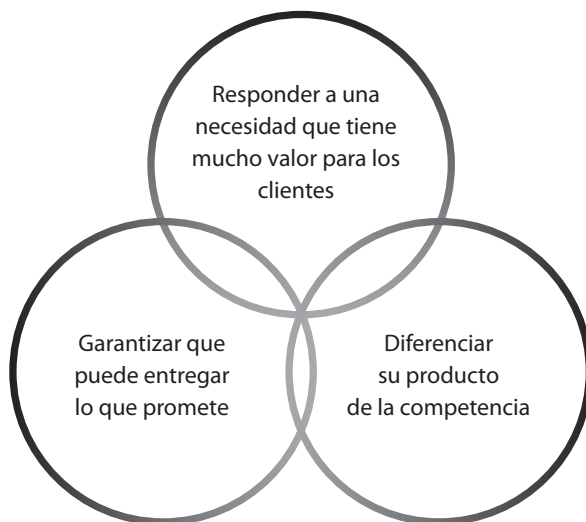 Responder a una
necesidad que tiene
mucho valor para los
clientes
Garantizar que
puede entregar
lo que promete
Diferenciar
su producto
de la competencia